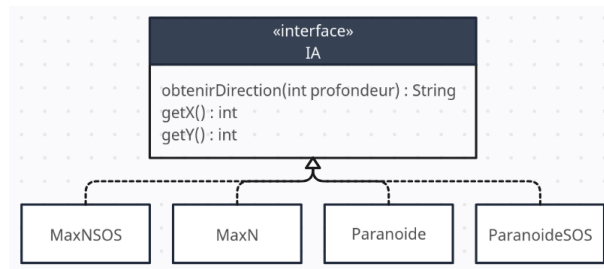 «interface»
IA
obtenirDirection(int profondeur) : String
getX() : int
getY() : int
MaxNSOS
MaxN
Paranoide
ParanoideSOS